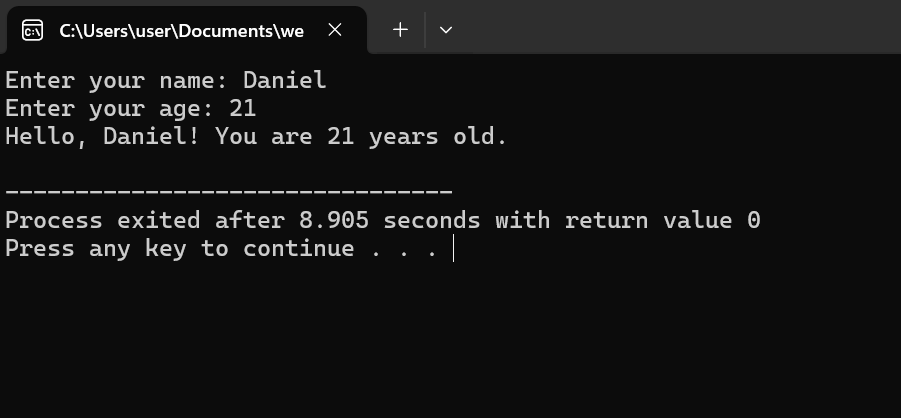 C:\Users\user\Documents\we
Enter your name: Daniel
Enter your age: 21
Hello, Daniel! You are 21 years old.
--------------------------------
Process exited after 8.905 seconds with return value 0
Press any key to continue . . .